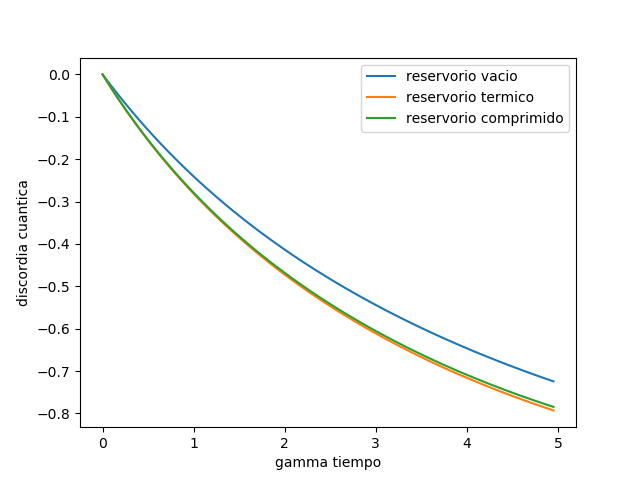 reservorio vacio
reservorio termico
reservorio comprimido
discordia cuantica
0.0
−0.1
−0.2
−0.3
−0.4
−0.5
−0.6
−0.7
−0.8
0 1 2 3 4 5
gamma tiempo